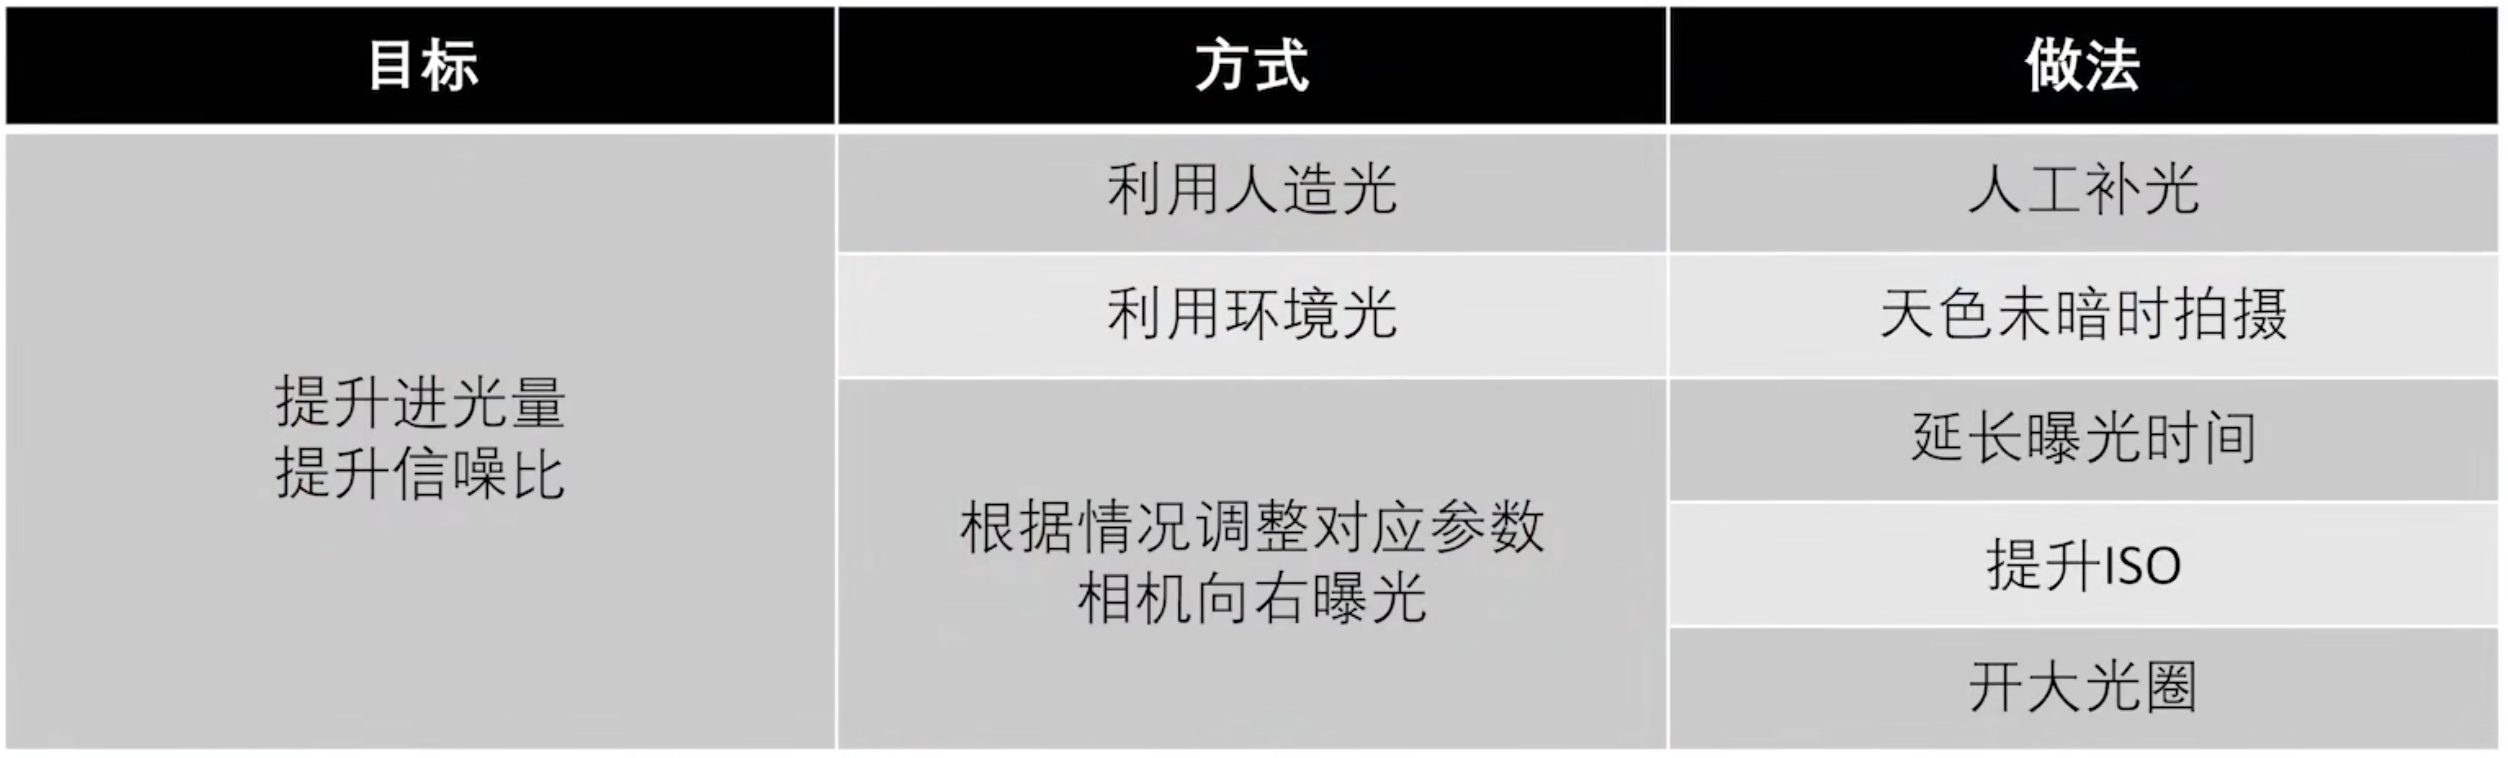 目标
方式
做法
提升进光量
提升信噪比
利用人造光
人工补光
利用环境光
天色未暗时拍摄
根据情况调整对应参数
相机向右曝光
延长曝光时间
提升ISO
开大光圈